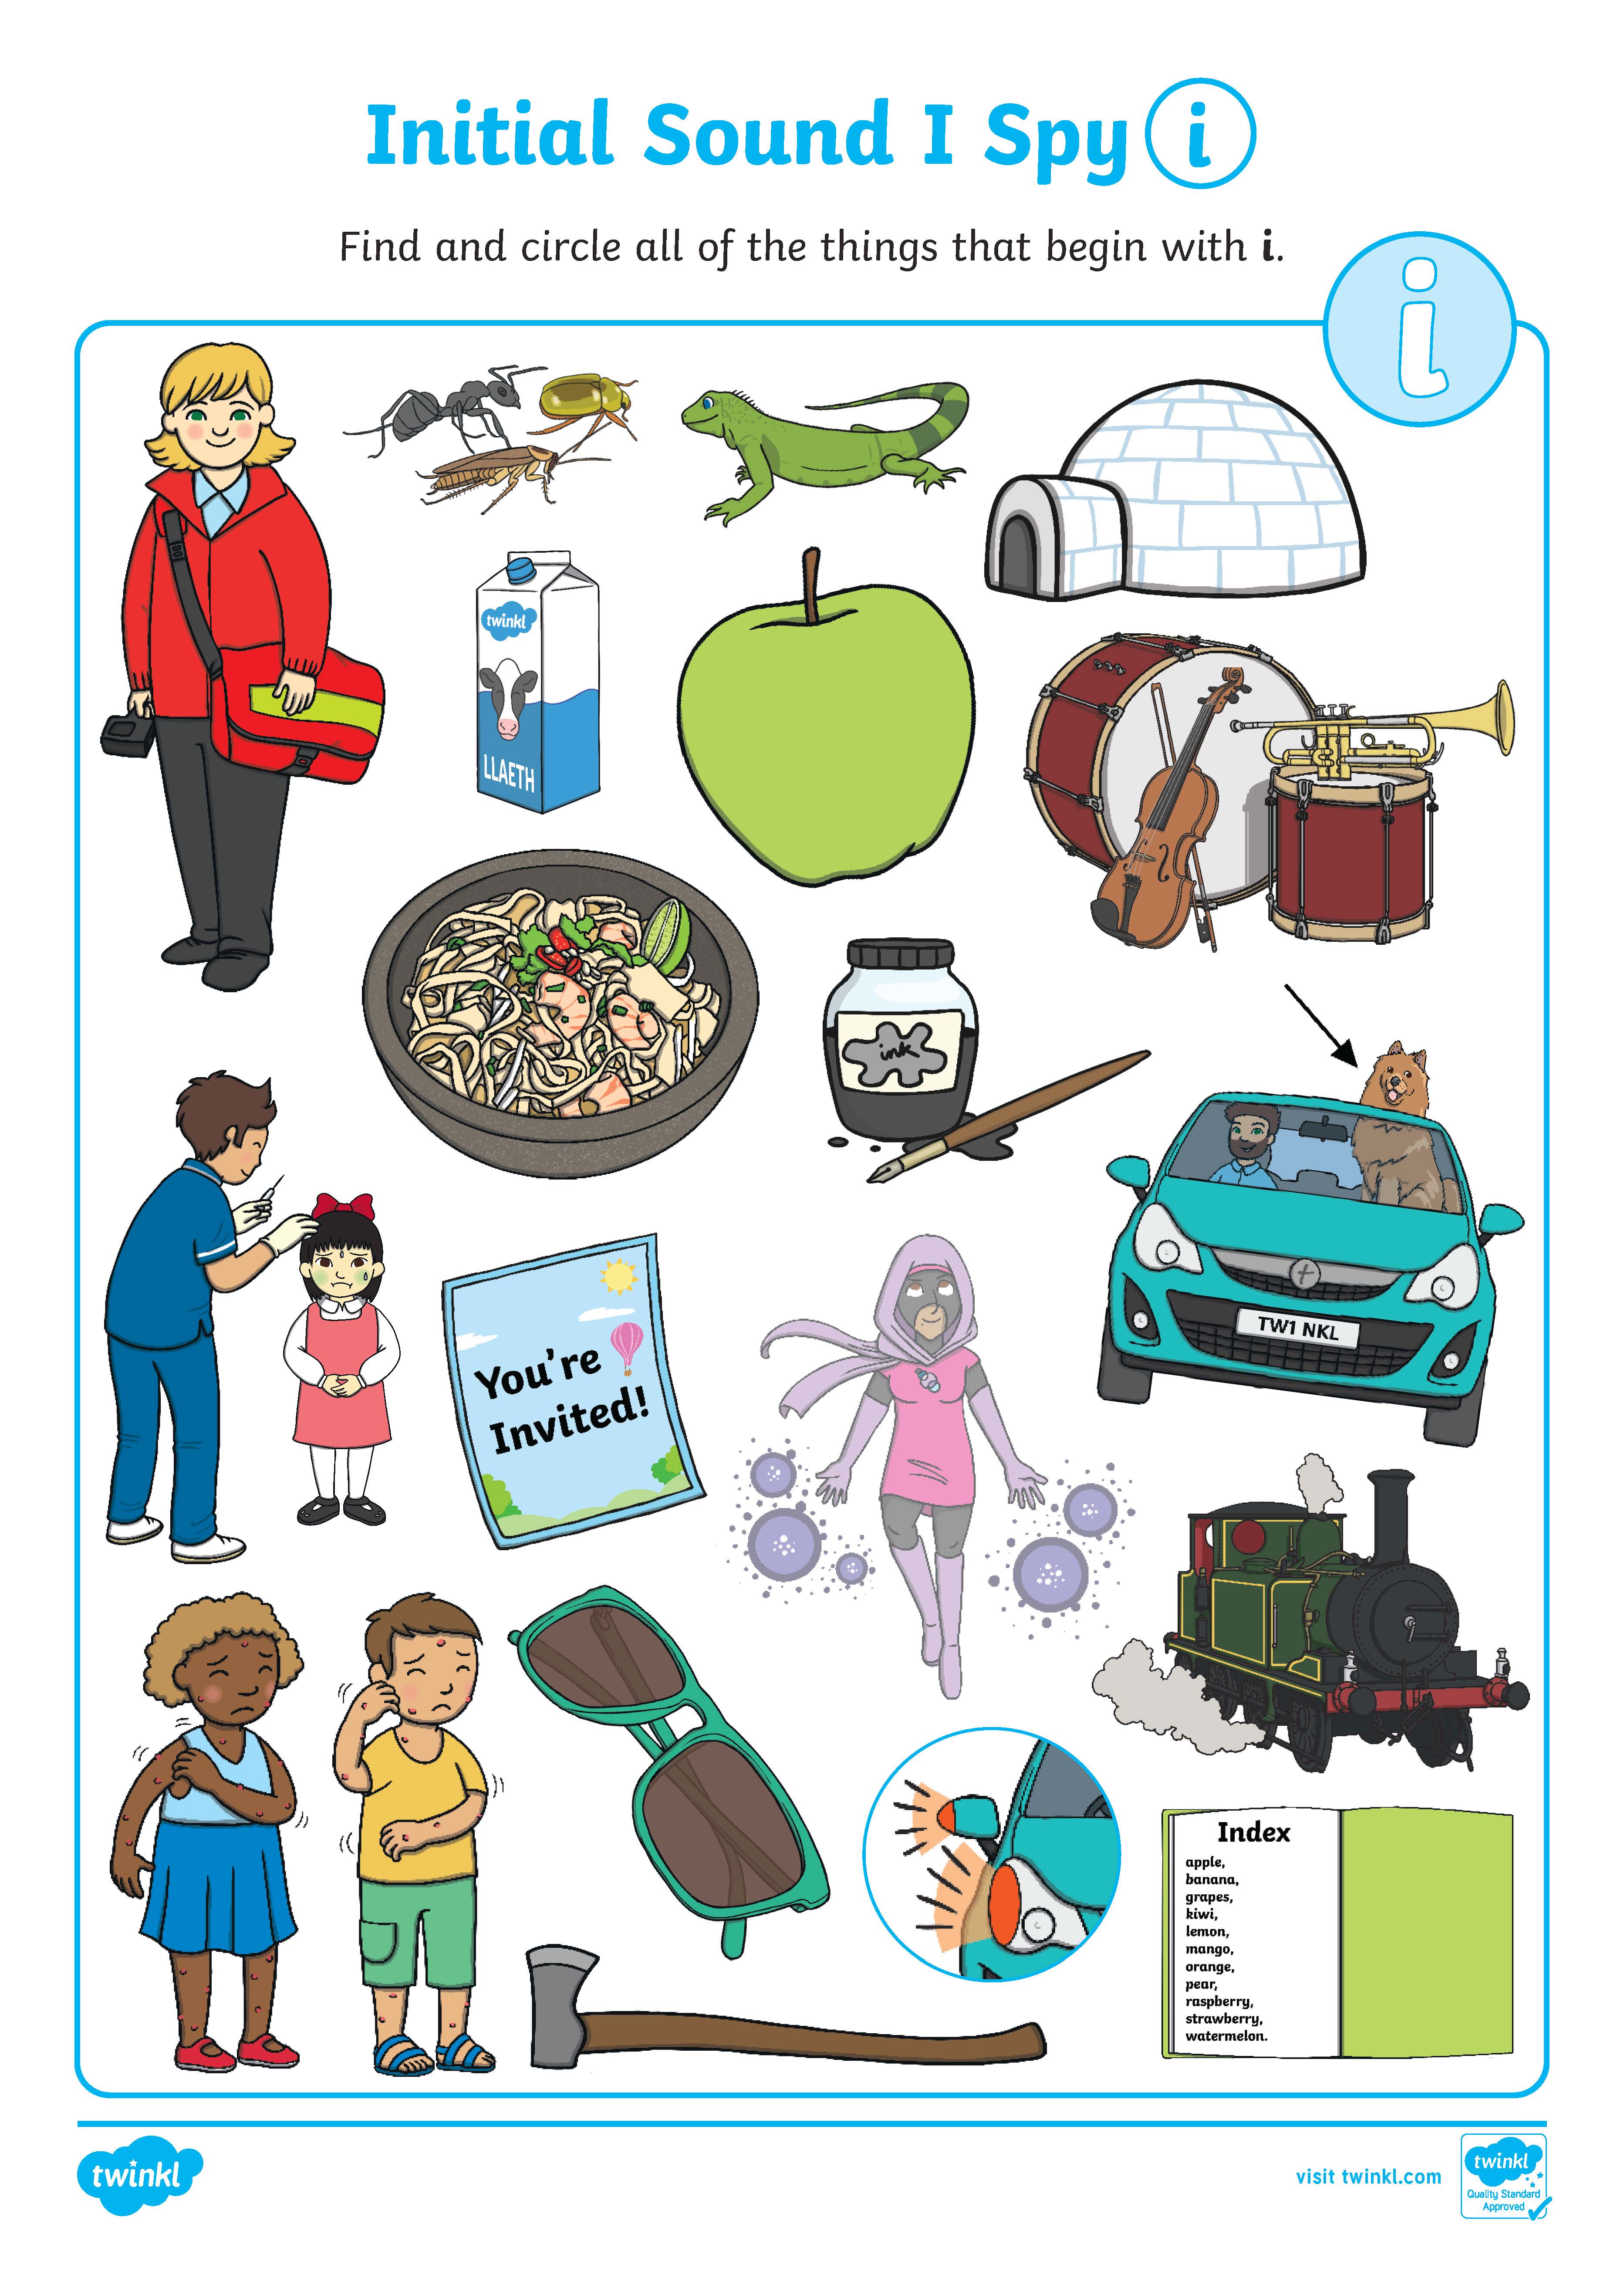 Initial Sound I Spy i
Find and circle all of the things that begin with i.
i
twinkl
LLAETH
ink
TW1 NKL
You're
Invited!
Index
apple,
banana,
grapes,
kiwi,
lemon,
mango,
orange,
pear,
raspberry,
strawberry,
watermelon.
twinkl
visit twinkl.com
twinkl
Quality Standard
Approved